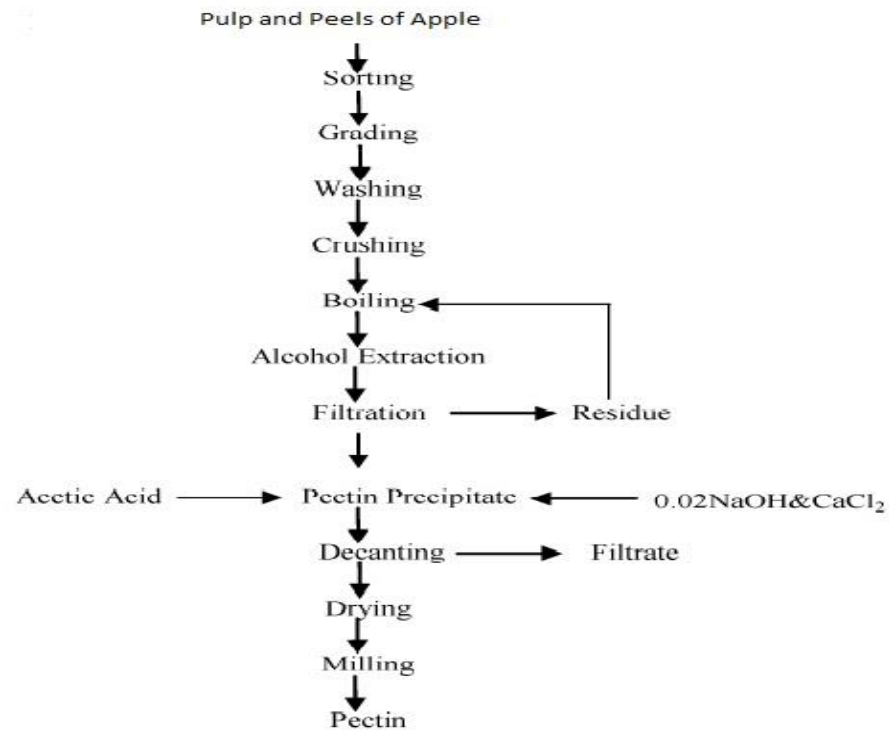 Pulp and Peels of Apple
Sorting
Grading
Washing
Crushing
Boiling
Alcohol Extraction
Filtration Residue
Acetic Acid Pectin Precipitate 0.02NaOH&CaCl₂
Decanting Filtrate
Drying
Milling
Pectin